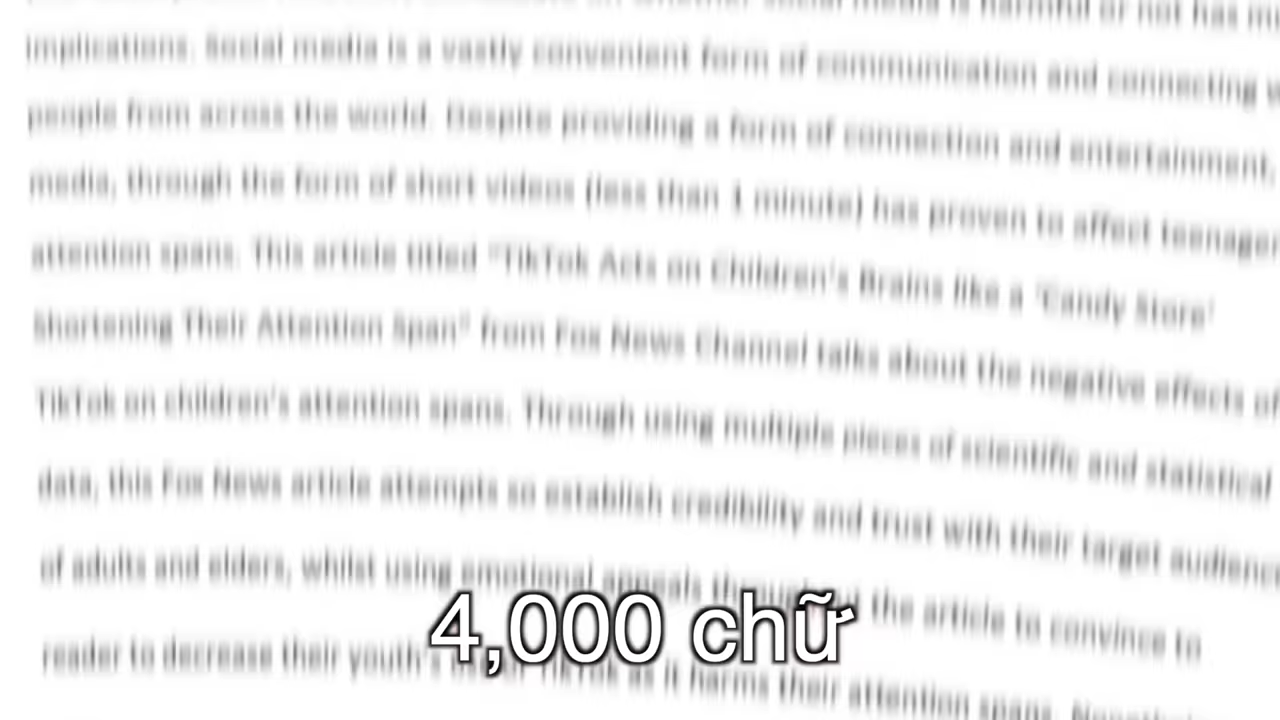 implications. Social media is a vastly convenient form of communication and connecting
people from across the world. Despite providing a form of connection and entertainment,
media, through the form of short videos (less than 1 minute) has proven to affect
attention spans. This article titled "TikTok Acts on Children's Brains like a 'Candy Store'
Shortening Their Attention Span" from Fox News Channel talks about the negative effects of
TikTok on children's attention spans. Through using multiple pieces of scientific and statistical
data, this Fox News article attempts so establish credibility and trust with their target
of adults and elders, whilst using emotional appeals throughout the article to convince to
reader to decrease their youth's TikTok as it harms their attention spans.
4,000 chữ